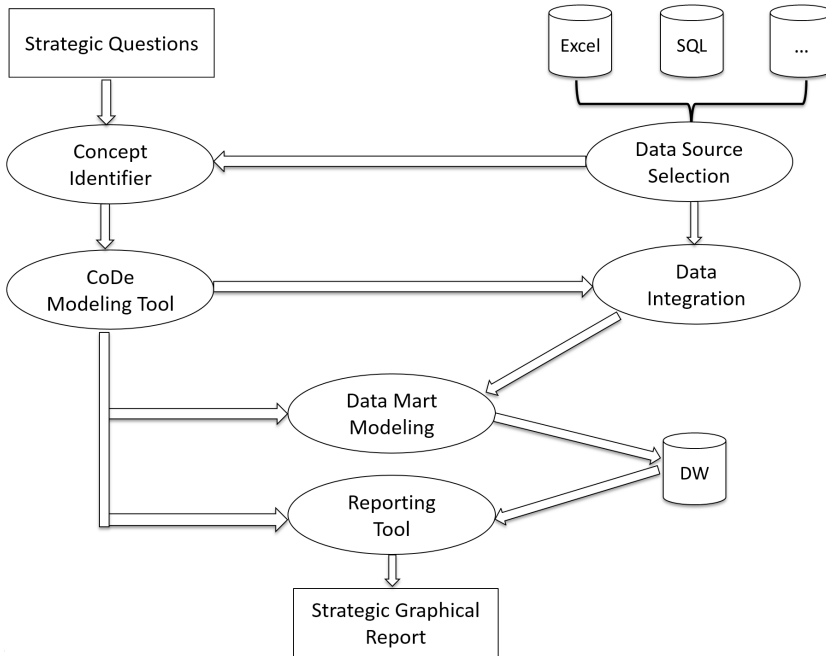 Strategic Questions
Excel
SQL
...
Concept
Identifier
Data Source
Selection
CoDe
Modeling Tool
Data
Integration
Data Mart
Modeling
DW
Reporting
Tool
Strategic Graphical
Report